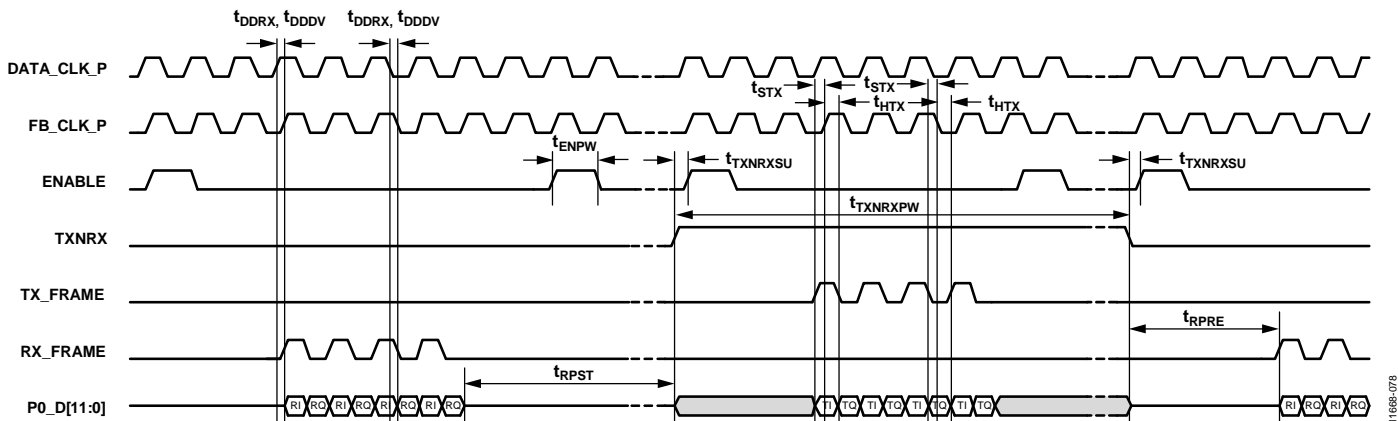 tDDRX, tDDDV tDDRX, tDDDV
DATA_CLK_P
tSTX tSTX
tHTX tHTX
FB_CLK_P
tENPW
tTXNRXSU tTXNRXSU
ENABLE
tTXNRXPW
TXNRX
TX_FRAME
tRPRE
RX_FRAME
tRPST
P0_D[11:0] RI RQ RI RQ RI RQ RI RQ TI TQ TI TQ TI TQ TI TQ RI RQ RI RQ
11668-078